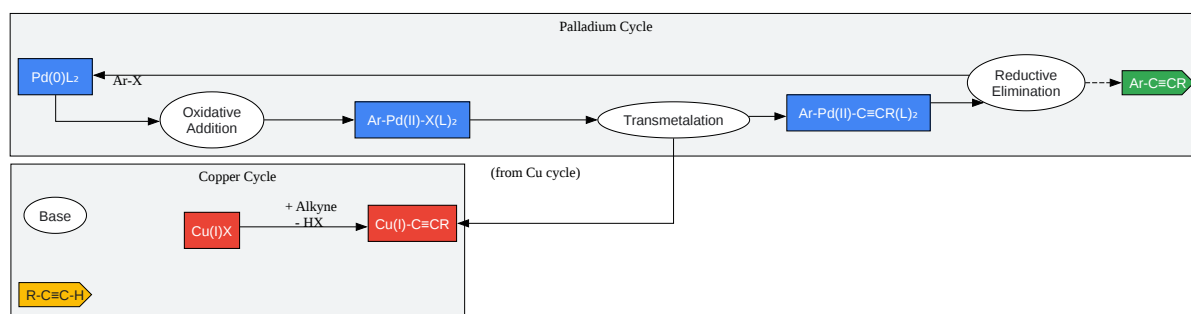 Palladium Cycle
Pd(0)L₂
Ar-X
Oxidative
Addition
Ar-Pd(II)-X(L)₂
Transmetalation
Ar-Pd(II)-C≡CR(L)₂
Reductive
Elimination
Ar-C≡CR
Copper Cycle
(from Cu cycle)
Base
Cu(I)X
+ Alkyne
- HX
Cu(I)-C≡CR
R-C≡C-H